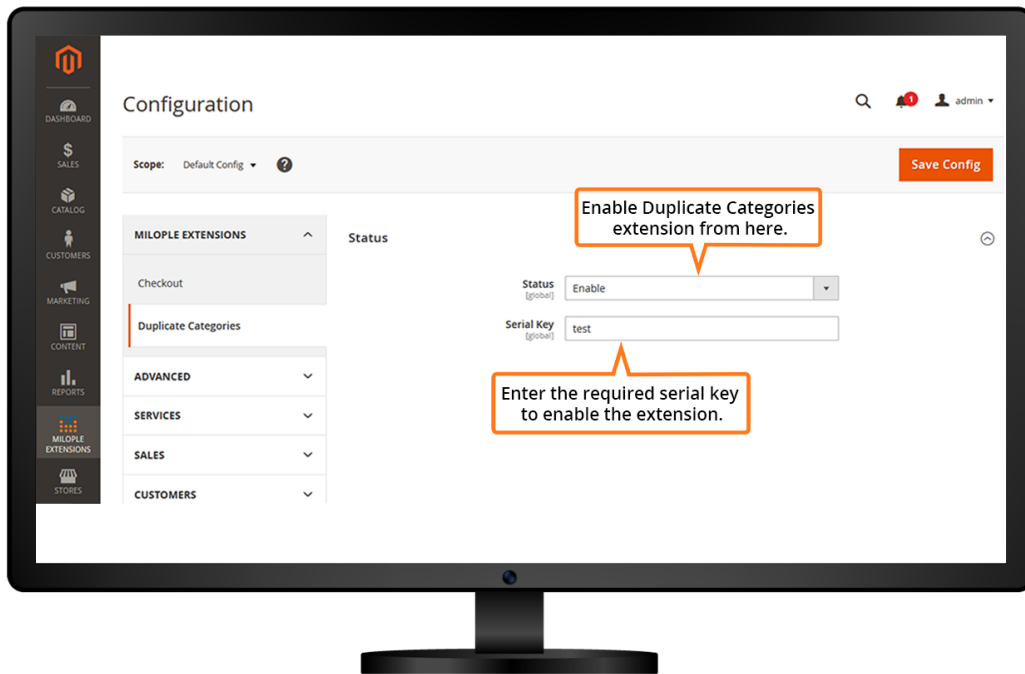 Configuration
1
admin
DASHBOARD
SALES
CATALOG
CUSTOMERS
MARKETING
CONTENT
REPORTS
MILOPLE
EXTENSIONS
STORES
Scope: Default Config
?
Save Config
MILOPLE EXTENSIONS
Checkout
Duplicate Categories
ADVANCED
SERVICES
SALES
CUSTOMERS
Status
Enable Duplicate Categories
extension from here.
Status
[global]
Enable
Serial Key
[global]
test
Enter the required serial key
to enable the extension.